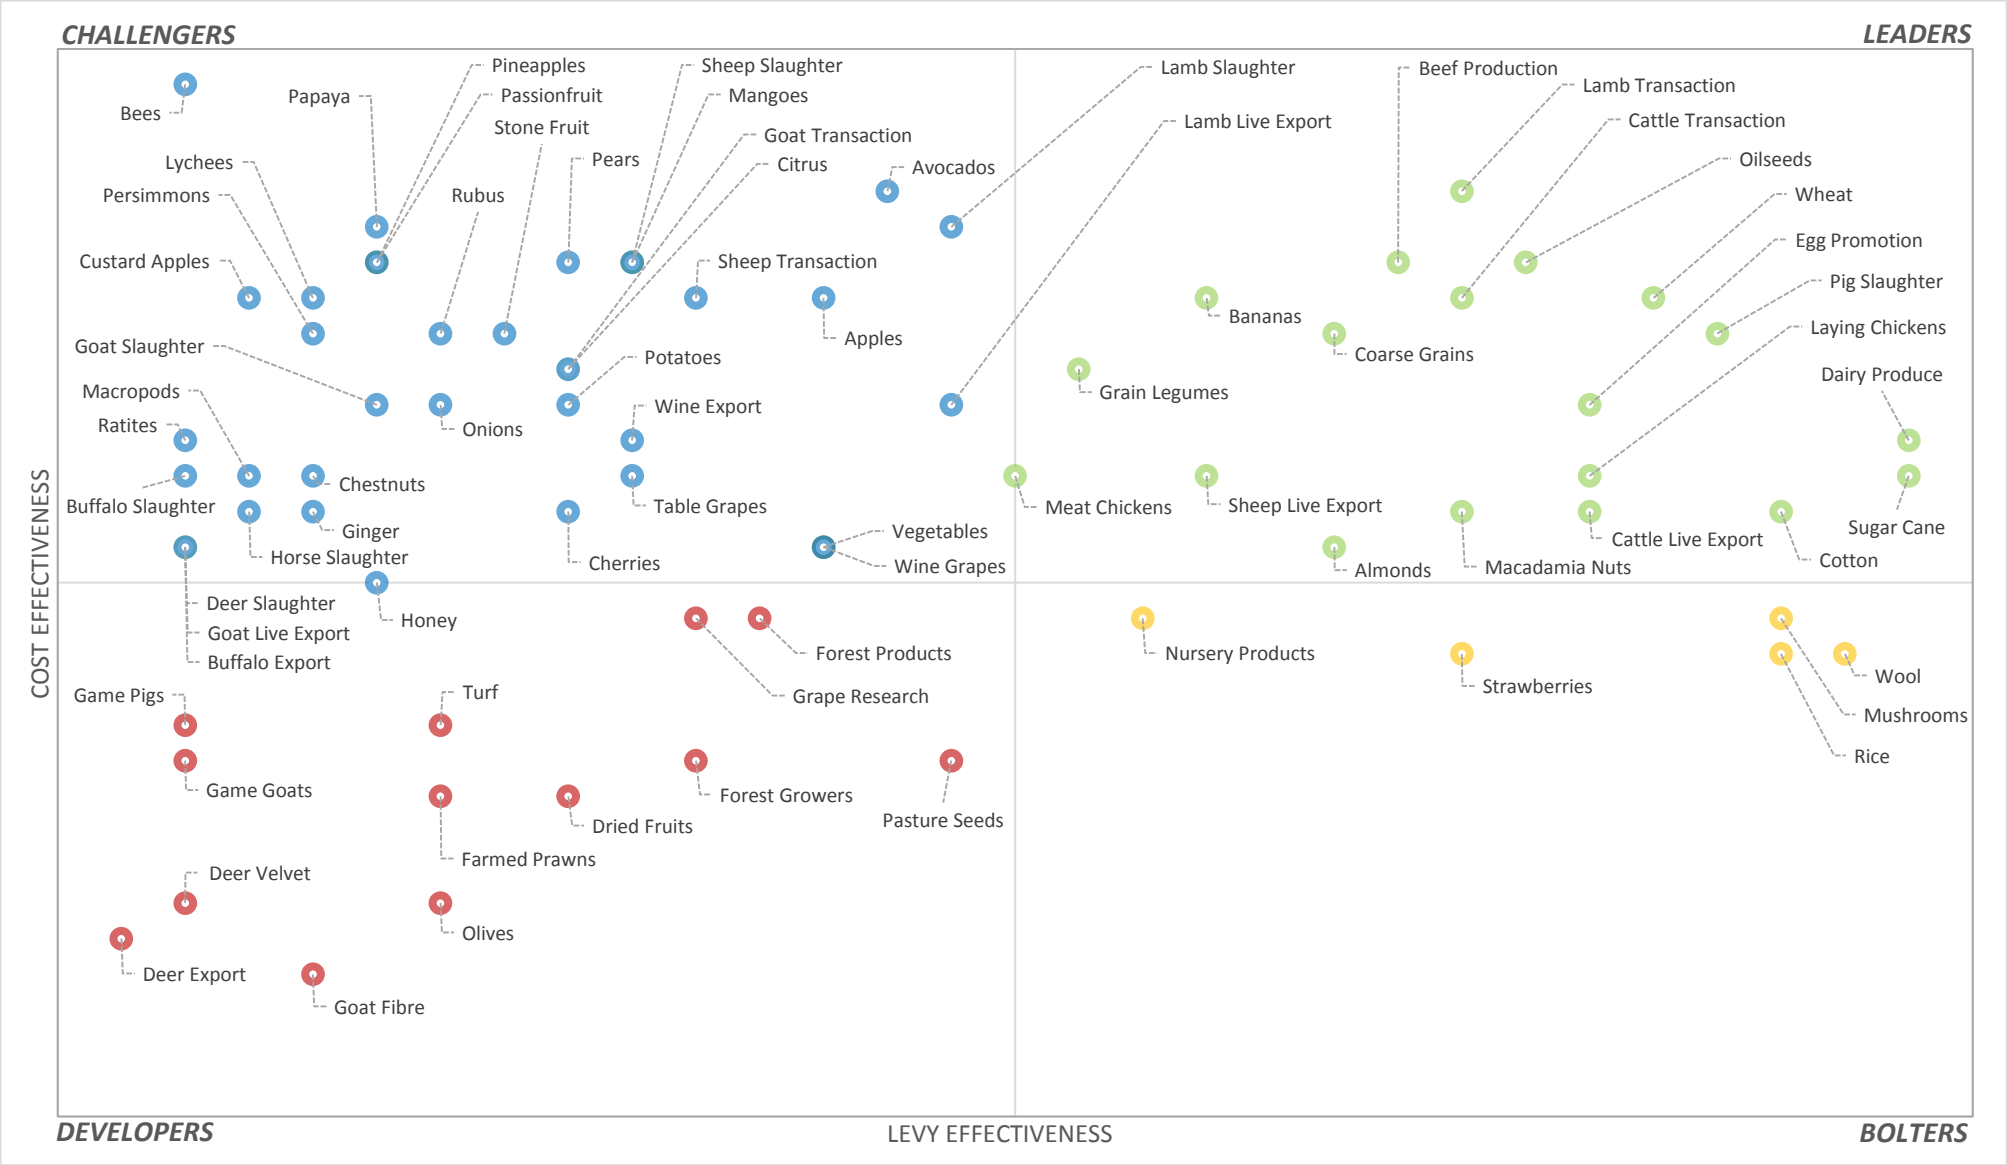 CHALLENGERS
LEADERS
Pineapples
Sheep Slaughter
Lamb Slaughter
Beef Production
Lamb Transaction
Papaya
Passionfruit
Mangoes
Bees
Stone Fruit
Goat Transaction
Lamb Live Export
Cattle Transaction
Lychees
Pears
Citrus
Avocados
Oilseeds
Persimmons
Rubus
Wheat
Egg Promotion
Custard Apples
Sheep Transaction
Pig Slaughter
Bananas
Laying Chickens
Goat Slaughter
Potatoes
Apples
Coarse Grains
Dairy Produce
Macropods
Wine Export
Grain Legumes
Ratites
Onions
Chestnuts
Buffalo Slaughter
Table Grapes
Meat Chickens
Sheep Live Export
Ginger
Vegetables
Sugar Cane
Horse Slaughter
Cherries
Wine Grapes
Almonds
Macadamia Nuts
Cattle Live Export
Cotton
COST EFFECTIVENESS
Deer Slaughter
Honey
Goat Live Export
Buffalo Export
Forest Products
Nursery Products
Game Pigs
Turf
Grape Research
Strawberries
Wool
Mushrooms
Rice
Game Goats
Forest Growers
Pasture Seeds
Dried Fruits
Farmed Prawns
Deer Velvet
Olives
Deer Export
Goat Fibre
DEVELOPERS
LEVY EFFECTIVENESS
BOLTERS